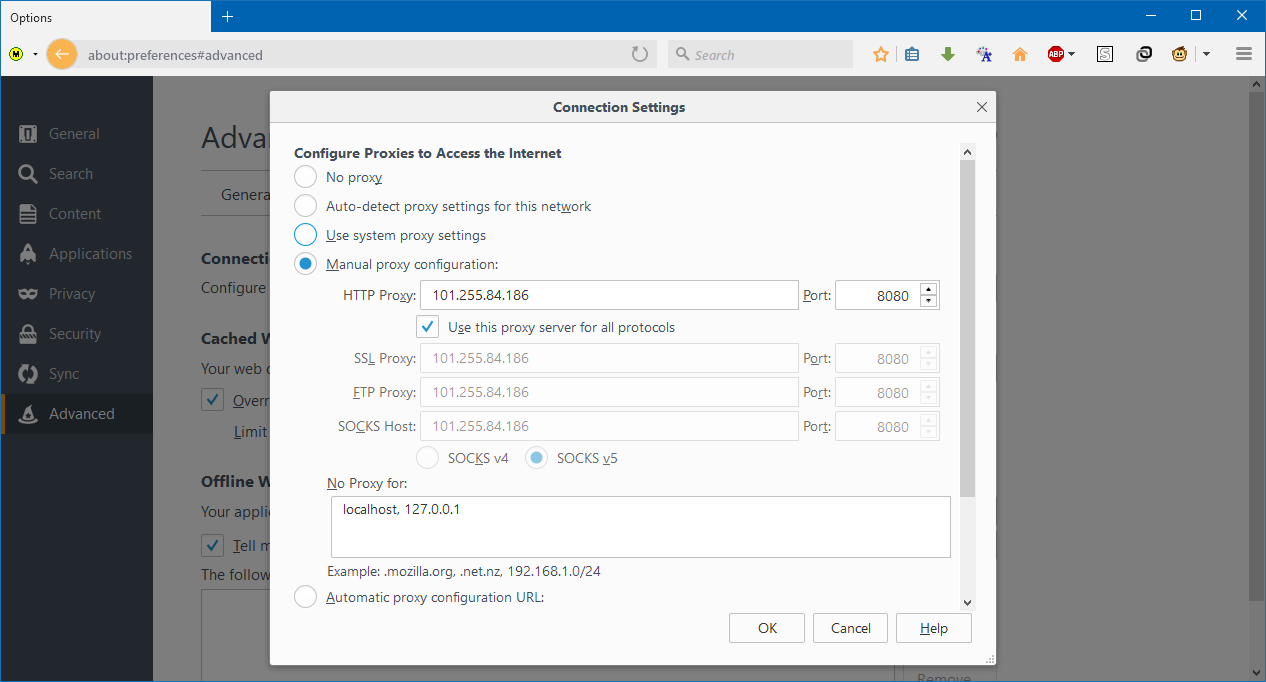 Options
M
about:preferences#advanced
Search
ABP
S
General
Search
Content
Applications
Privacy
Security
Sync
Advanced
Adva
Genera
Connecti
Configure
Cached W
Your web c
Overr
Limit
Offline W
Your applic
Tell m
The follow
Remove
Connection Settings
Configure Proxies to Access the Internet
No proxy
Auto-detect proxy settings for this network
Use system proxy settings
Manual proxy configuration:
HTTP Proxy: 101.255.84.186 Port: 8080
Use this proxy server for all protocols
SSL Proxy: 101.255.84.186 Port: 8080
FTP Proxy: 101.255.84.186 Port: 8080
SOCKS Host: 101.255.84.186 Port: 8080
SOCKS v4 SOCKS v5
No Proxy for:
localhost, 127.0.0.1
Example: .mozilla.org, .net.nz, 192.168.1.0/24
Automatic proxy configuration URL:
OK Cancel Help